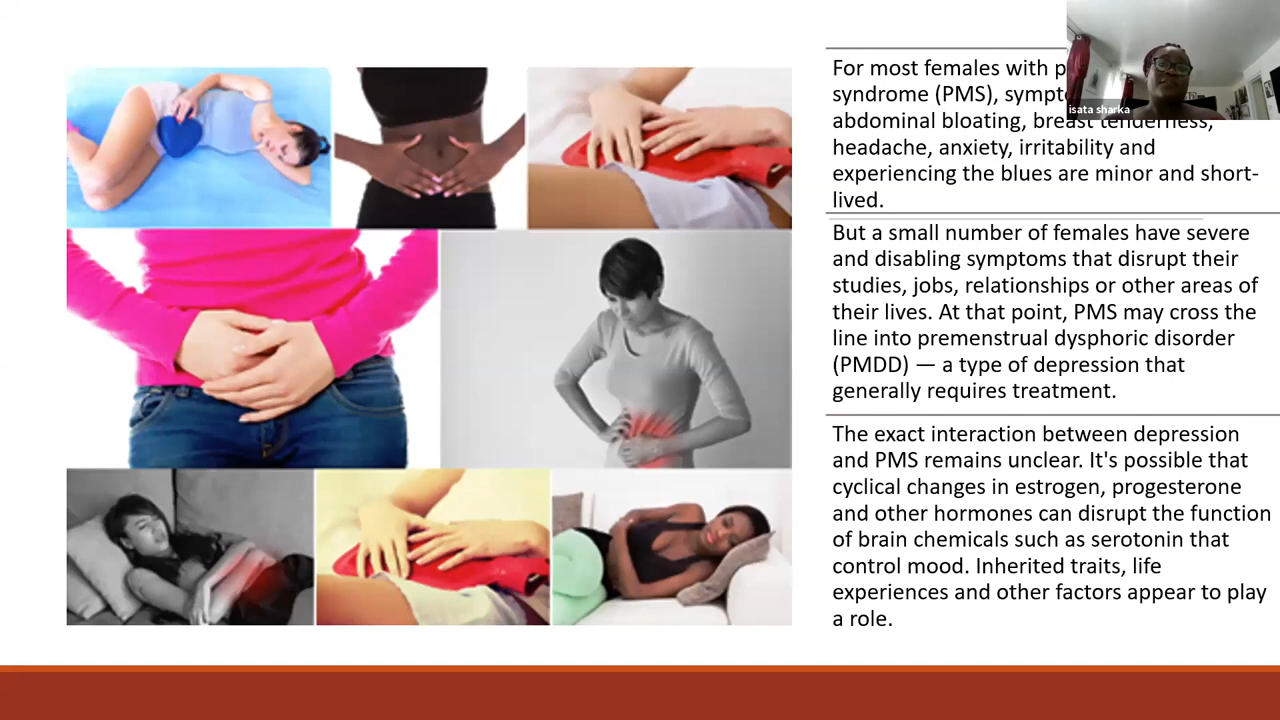 For most females with p
syndrome (PMS), sympto
isata sharka
abdominal bloating, breast tenderness,
headache, anxiety, irritability and
experiencing the blues are minor and short-
lived.
But a small number of females have severe
and disabling symptoms that disrupt their
studies, jobs, relationships or other areas of
their lives. At that point, PMS may cross the
line into premenstrual dysphoric disorder
(PMDD) — a type of depression that
generally requires treatment.
The exact interaction between depression
and PMS remains unclear. It's possible that
cyclical changes in estrogen, progesterone
and other hormones can disrupt the function
of brain chemicals such as serotonin that
control mood. Inherited traits, life
experiences and other factors appear to play
a role.